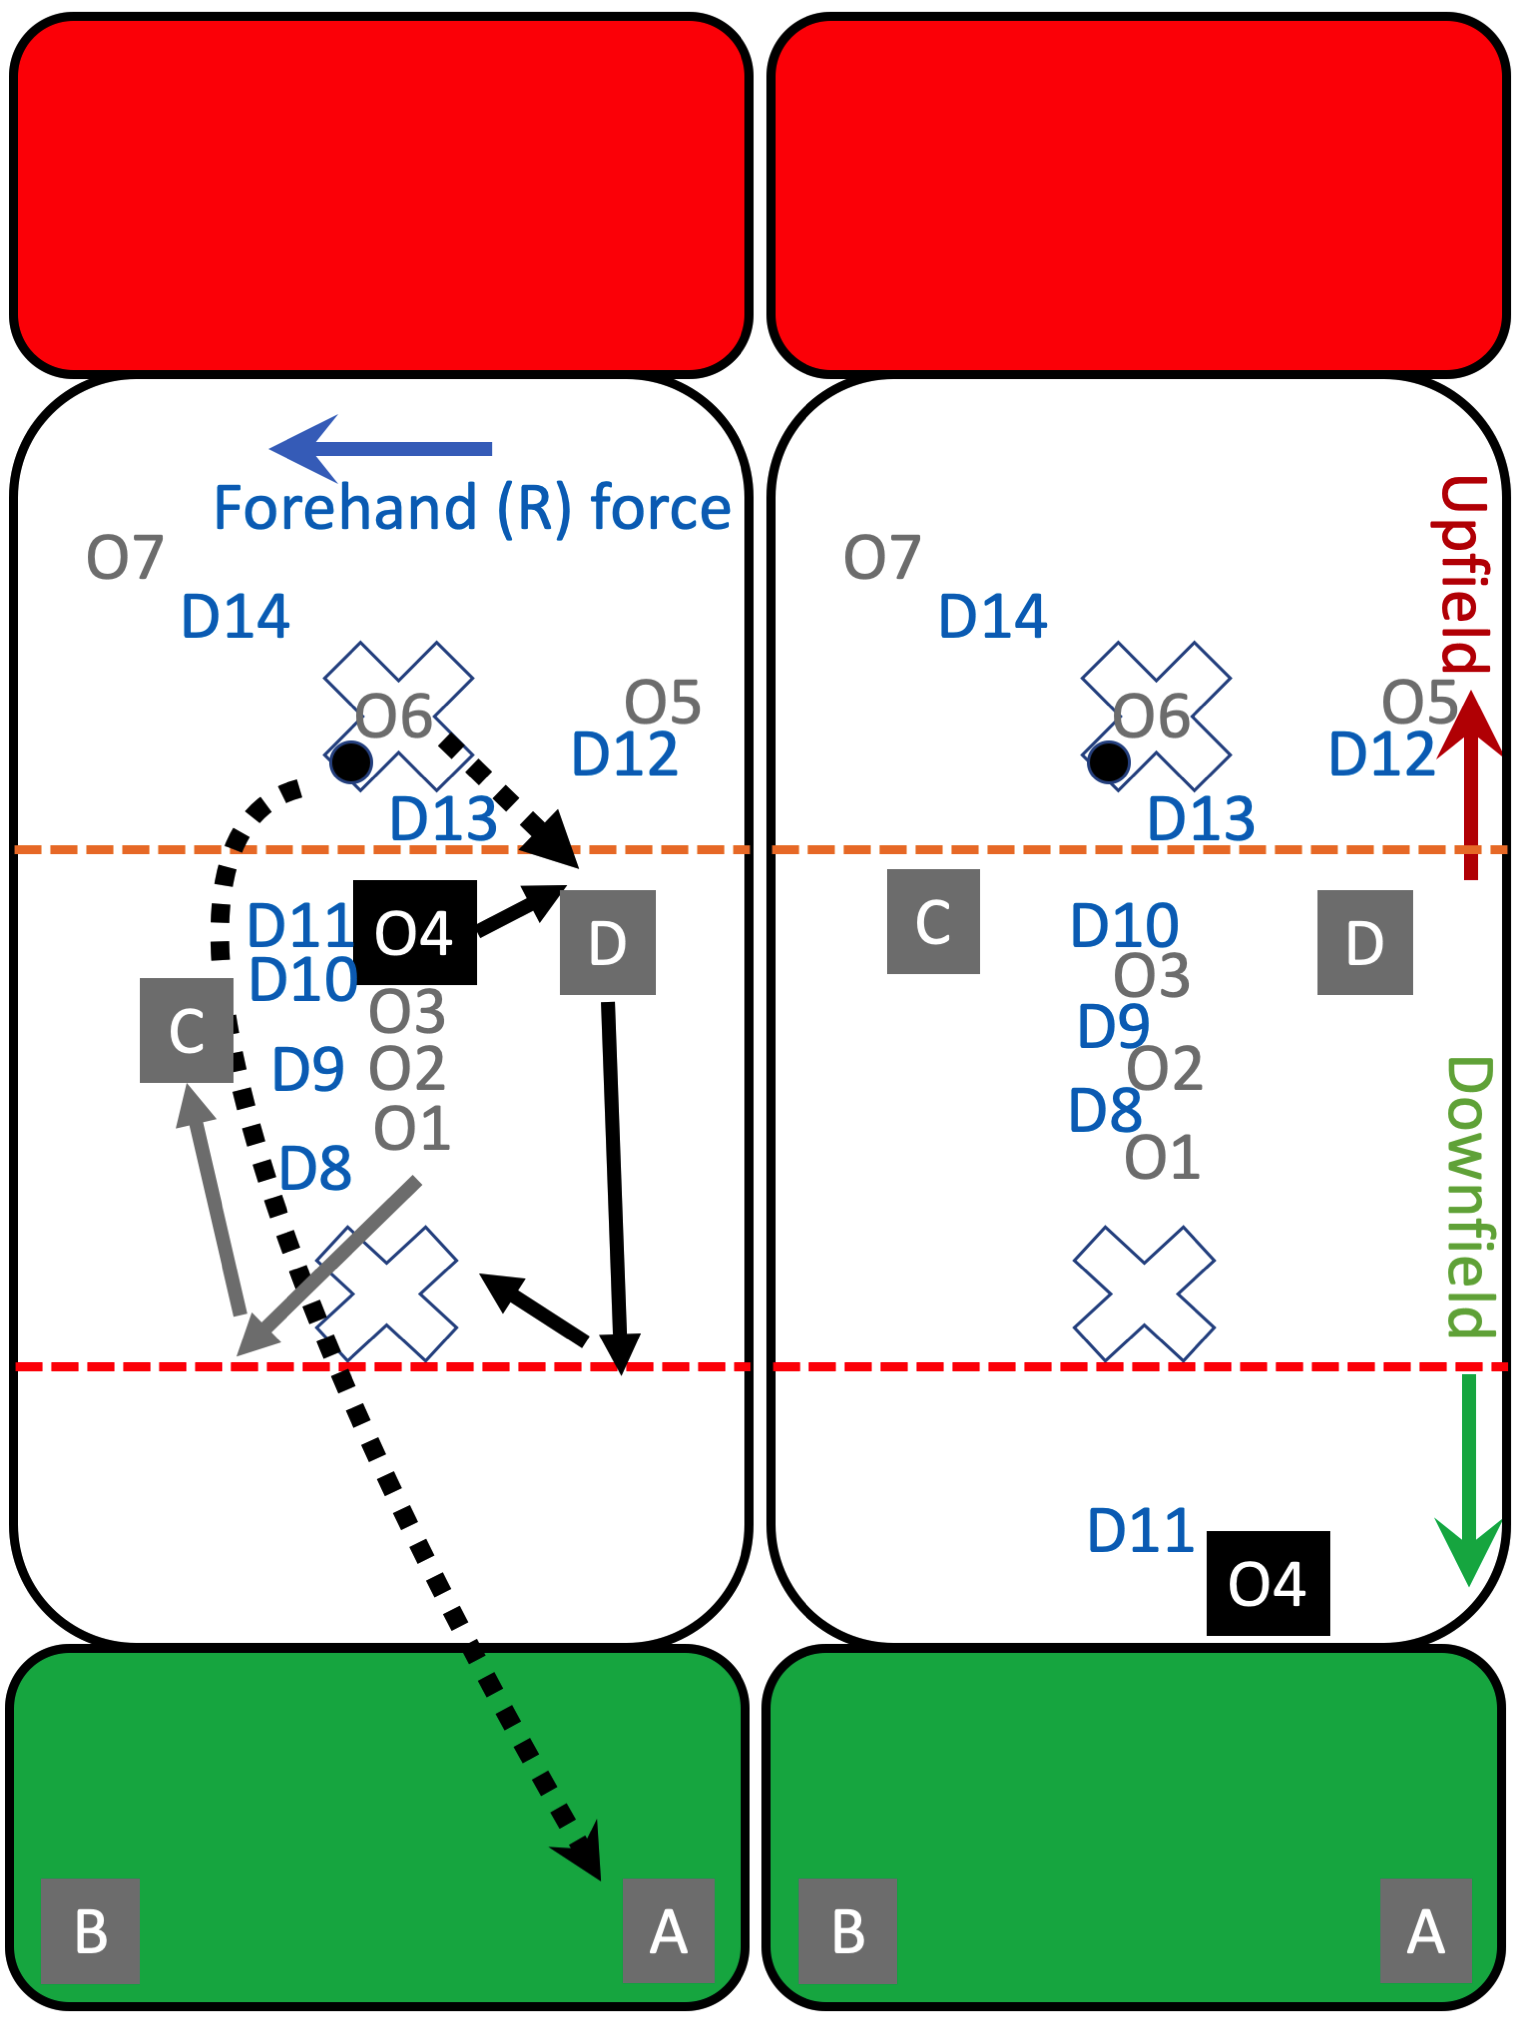 Forehand (R) force
O7
D14
O6
O5
D12
D13
D11
O4
D
D10
C
O3
D9
O2
O1
D8
B
A
Upfield
O7
D14
O6
O5
D12
D13
C
D10
D
O3
D9
O2
D8
O1
Downfield
D11
O4
B
A